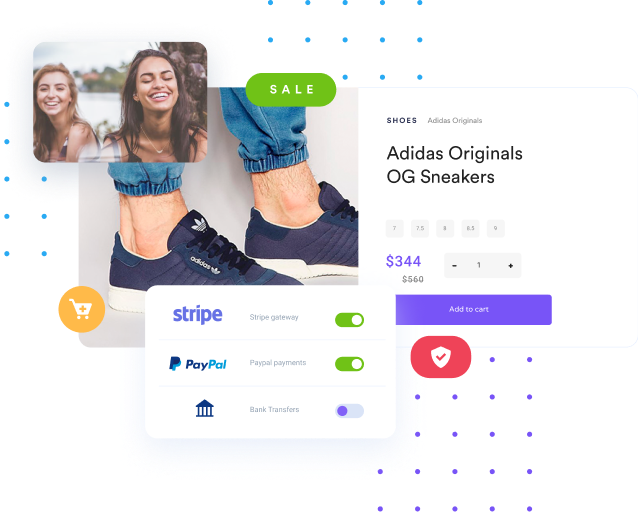 SALE
SHOES Adidas Originals
Adidas Originals
OG Sneakers
7 7.5 8 8.5 9
$344
- 1 +
$560
Add to cart
adidas
stripe Stripe gateway
PayPal Paypal payments
Bank Transfers